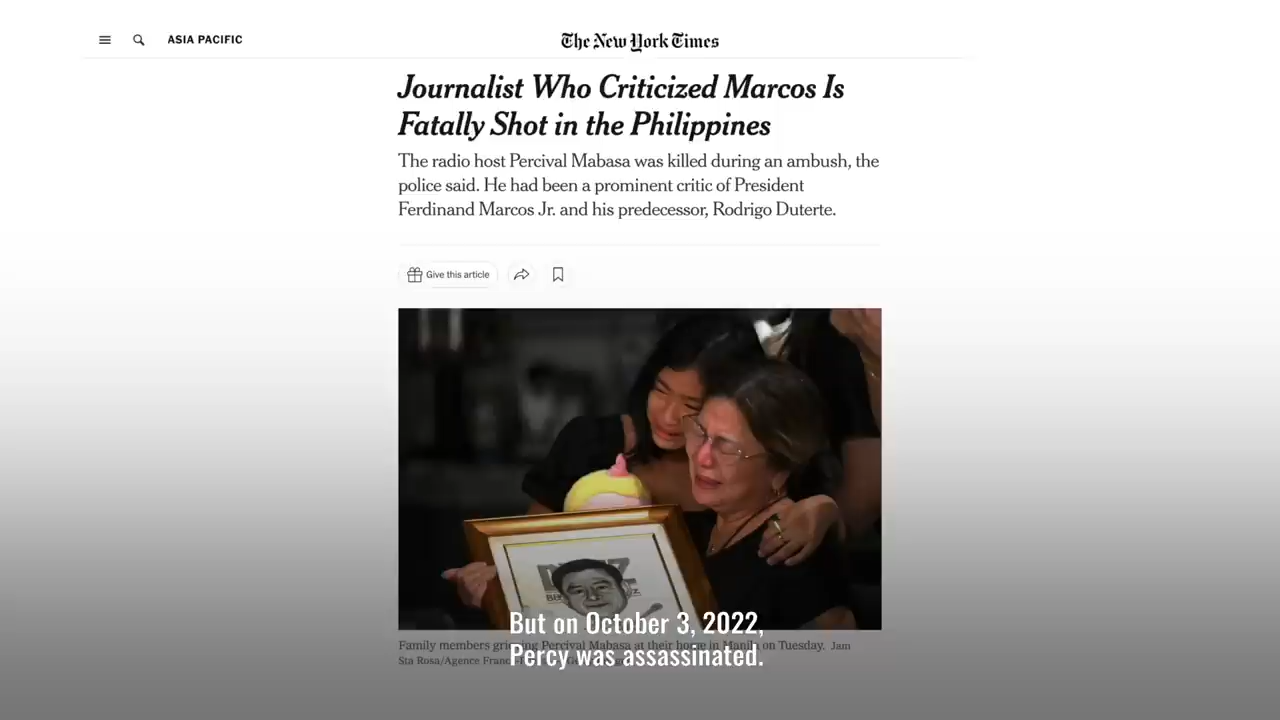 ASIA PACIFIC
The New York Times
Journalist Who Criticized Marcos Is
Fatally Shot in the Philippines
The radio host Percival Mabasa was killed during an ambush, the
police said. He had been a prominent critic of President
Ferdinand Marcos Jr. and his predecessor, Rodrigo Duterte.
Give this article
But on October 3, 2022,
Percy was assassinated.
Family members grieving Percival Mabasa at their home in Manila on Tuesday. Jam
Sta Rosa/Agence